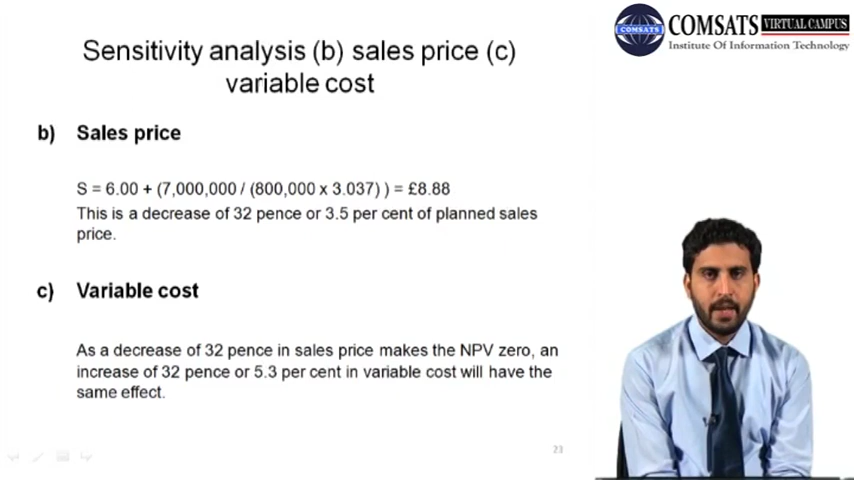 Sensitivity analysis (b) sales price (c)
variable cost
COMSATS
COMSATS VIRTUAL CAMPUS
Institute Of Information Technology
b) Sales price
S = 6.00 + (7,000,000 / (800,000 x 3.037) ) = £8.88
This is a decrease of 32 pence or 3.5 per cent of planned sales
price.
c) Variable cost
As a decrease of 32 pence in sales price makes the NPV zero, an
increase of 32 pence or 5.3 per cent in variable cost will have the
same effect.
23